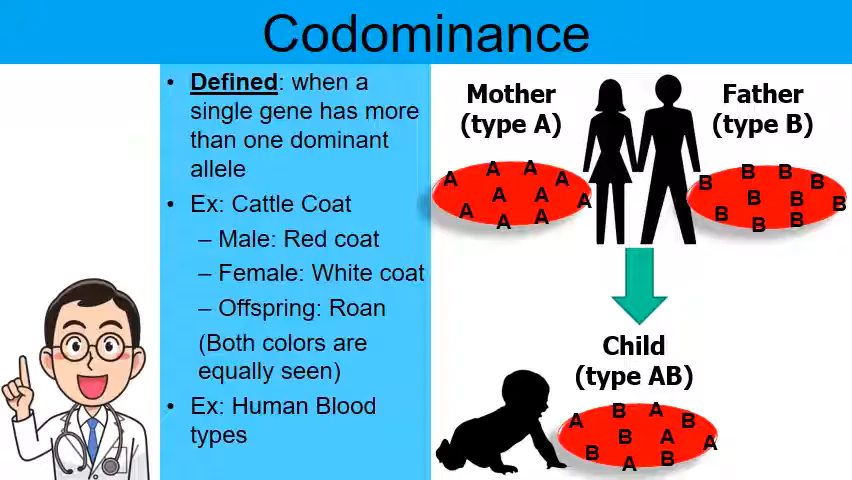 Codominance
• Defined: when a
single gene has more
than one dominant
allele
• Ex: Cattle Coat
– Male: Red coat
– Female: White coat
– Offspring: Roan
(Both colors are
equally seen)
• Ex: Human Blood
types
Mother
(type A)
Father
(type B)
A A A A
A A A
A A A
B B B B
B B B
B B B
Child
(type AB)
A B A B
B A A
B A B